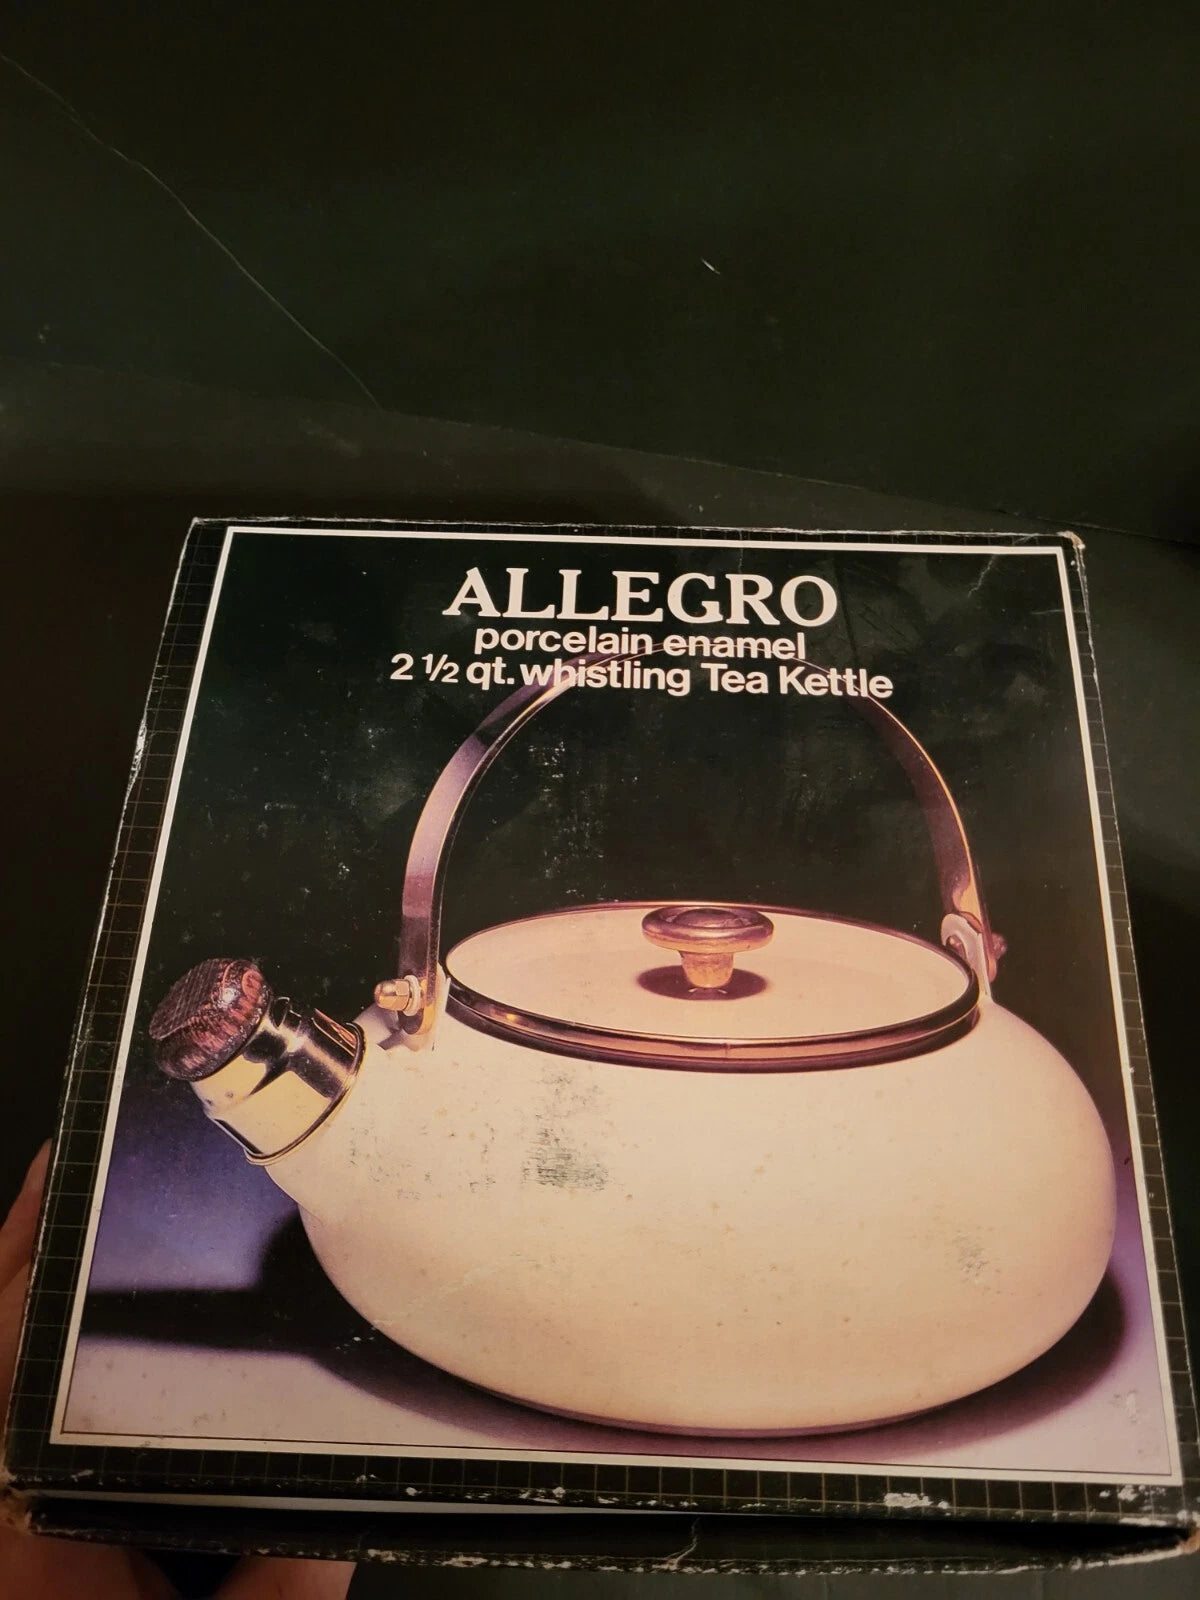 ALLEGRO
porcelain enamel
2 1/2 qt. whistling Tea Kettle